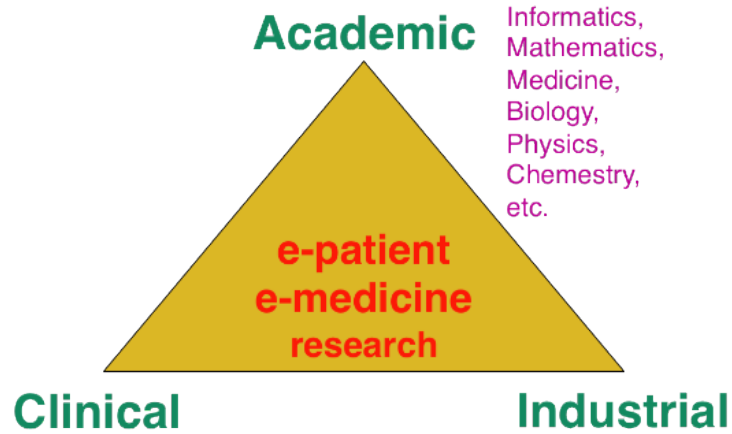 Academic
Informatics,
Mathematics,
Medicine,
Biology,
Physics,
Chemestry,
etc.
e-patient
e-medicine
research
Clinical
Industrial